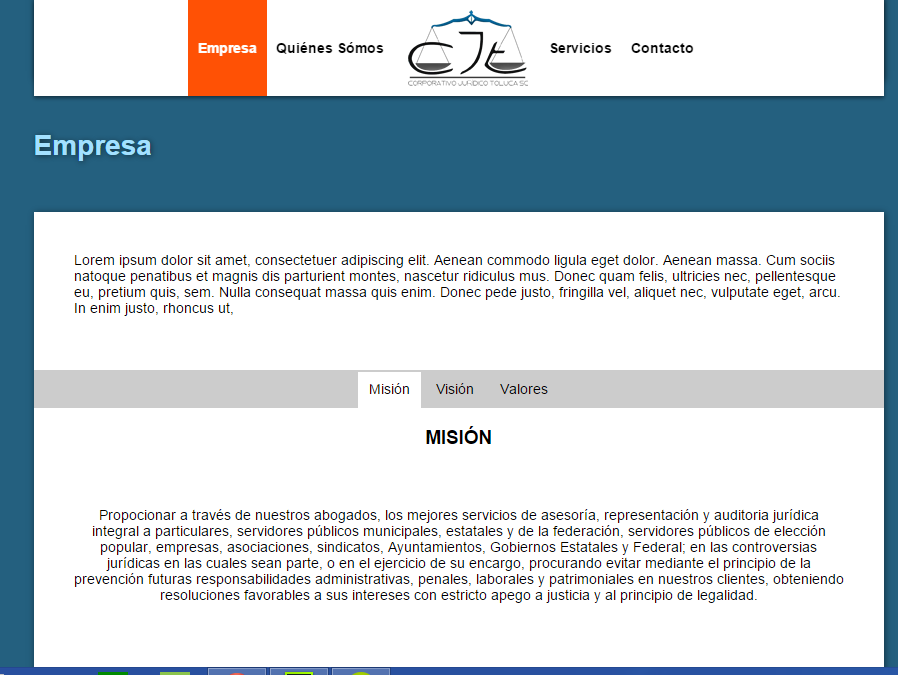 Empresa Quiénes Sómos CJt Servicios Contacto
CORPORATIVO JURÍDICO TOLUCA SC
Empresa
Lorem ipsum dolor sit amet, consectetuer adipiscing elit. Aenean commodo ligula eget dolor. Aenean massa. Cum sociis
natoque penatibus et magnis dis parturient montes, nascetur ridiculus mus. Donec quam felis, ultricies nec, pellentesque
eu, pretium quis, sem. Nulla consequat massa quis enim. Donec pede justo, fringilla vel, aliquet nec, vulputate eget, arcu.
In enim justo, rhoncus ut,
Misión Visión Valores
MISIÓN
Propocionar a través de nuestros abogados, los mejores servicios de asesoría, representación y auditoria jurídica
integral a particulares, servidores públicos municipales, estatales y de la federación, servidores públicos de elección
popular, empresas, asociaciones, sindicatos, Ayuntamientos, Gobiernos Estatales y Federal; en las controversias
jurídicas en las cuales sean parte, o en el ejercicio de su encargo, procurando evitar mediante el principio de la
prevención futuras responsabilidades administrativas, penales, laborales y patrimoniales en nuestros clientes, obteniendo
resoluciones favorables a sus intereses con estricto apego a justicia y al principio de legalidad.